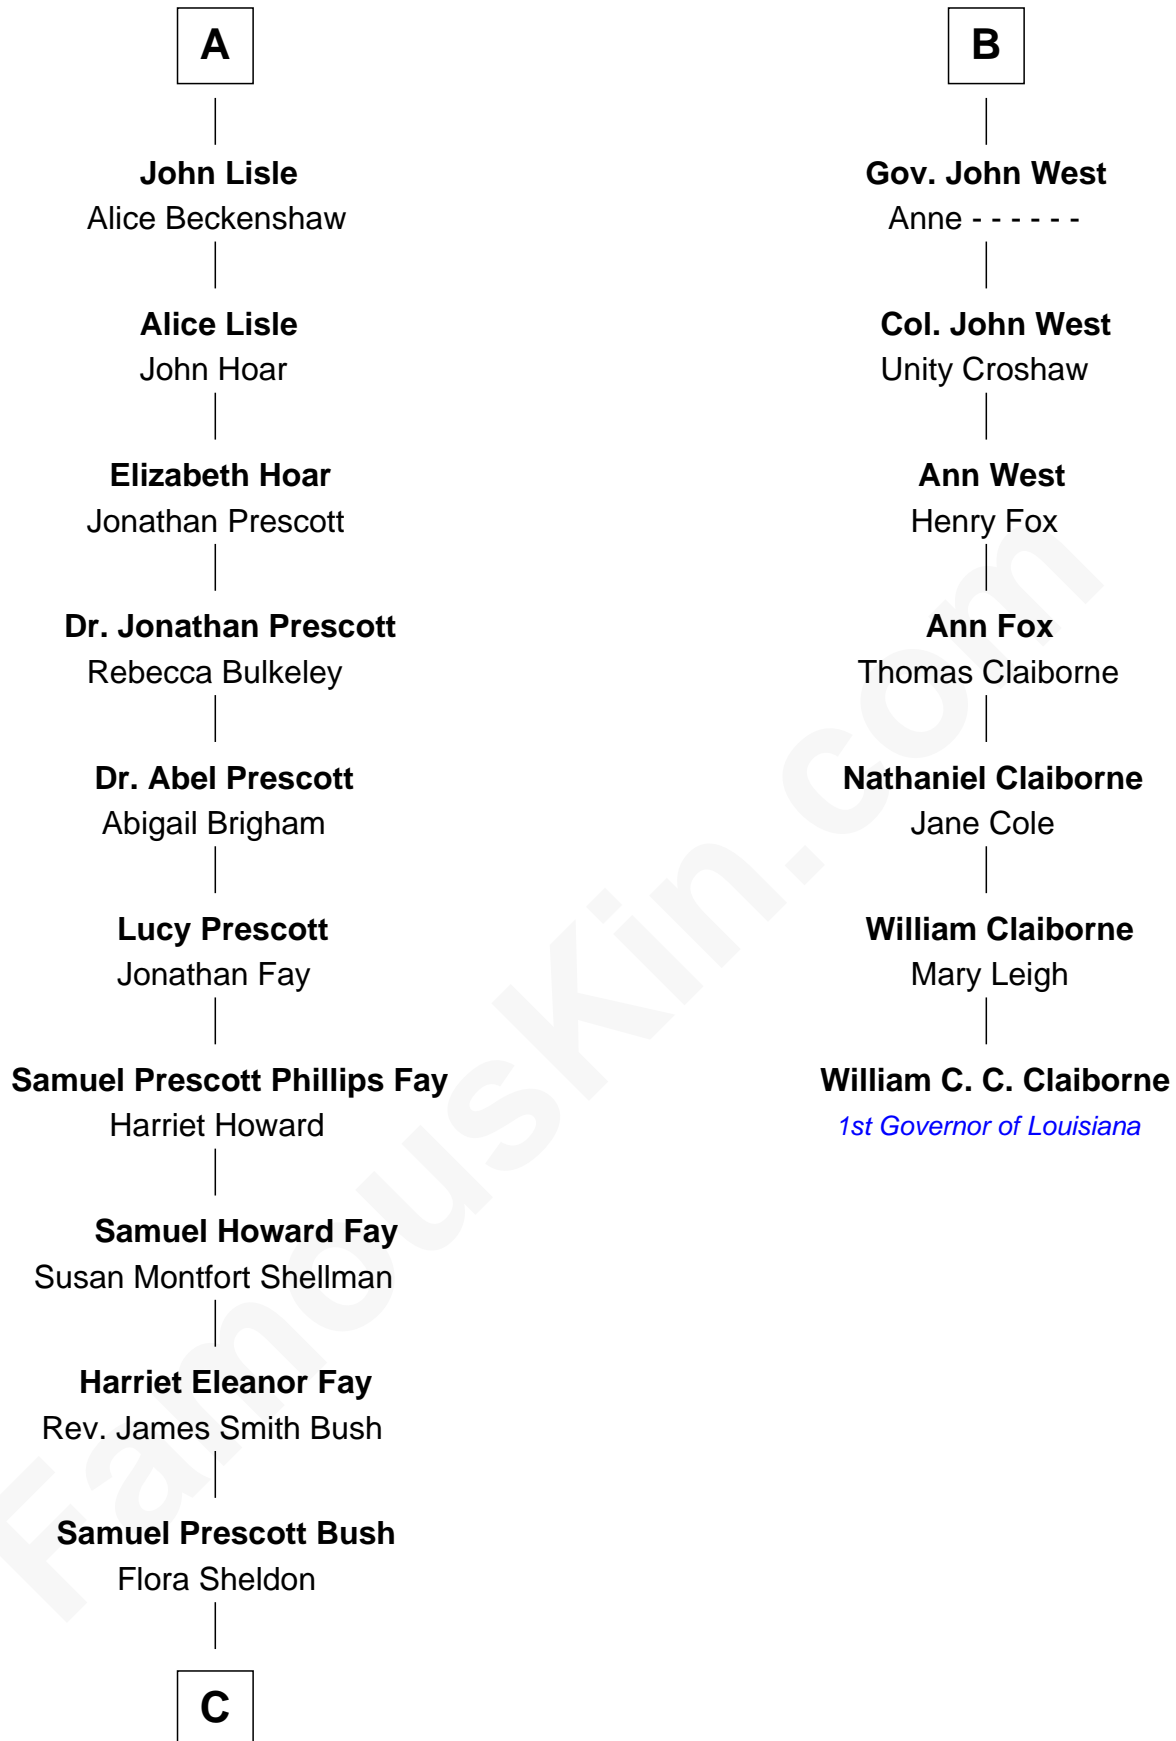 A
John Lisle
Alice Beckenshaw
Alice Lisle
John Hoar
Elizabeth Hoar
Jonathan Prescott
Dr. Jonathan Prescott
Rebecca Bulkeley
Dr. Abel Prescott
Abigail Brigham
Lucy Prescott
Jonathan Fay
Samuel Prescott Phillips Fay
Harriet Howard
Samuel Howard Fay
Susan Montfort Shellman
Harriet Eleanor Fay
Rev. James Smith Bush
Samuel Prescott Bush
Flora Sheldon
C
B
Gov. John West
Anne - - - - - -
Col. John West
Unity Croshaw
Ann West
Henry Fox
Ann Fox
Thomas Claiborne
Nathaniel Claiborne
Jane Cole
William Claiborne
Mary Leigh
William C. C. Claiborne
1st Governor of Louisiana
FamousKin.com